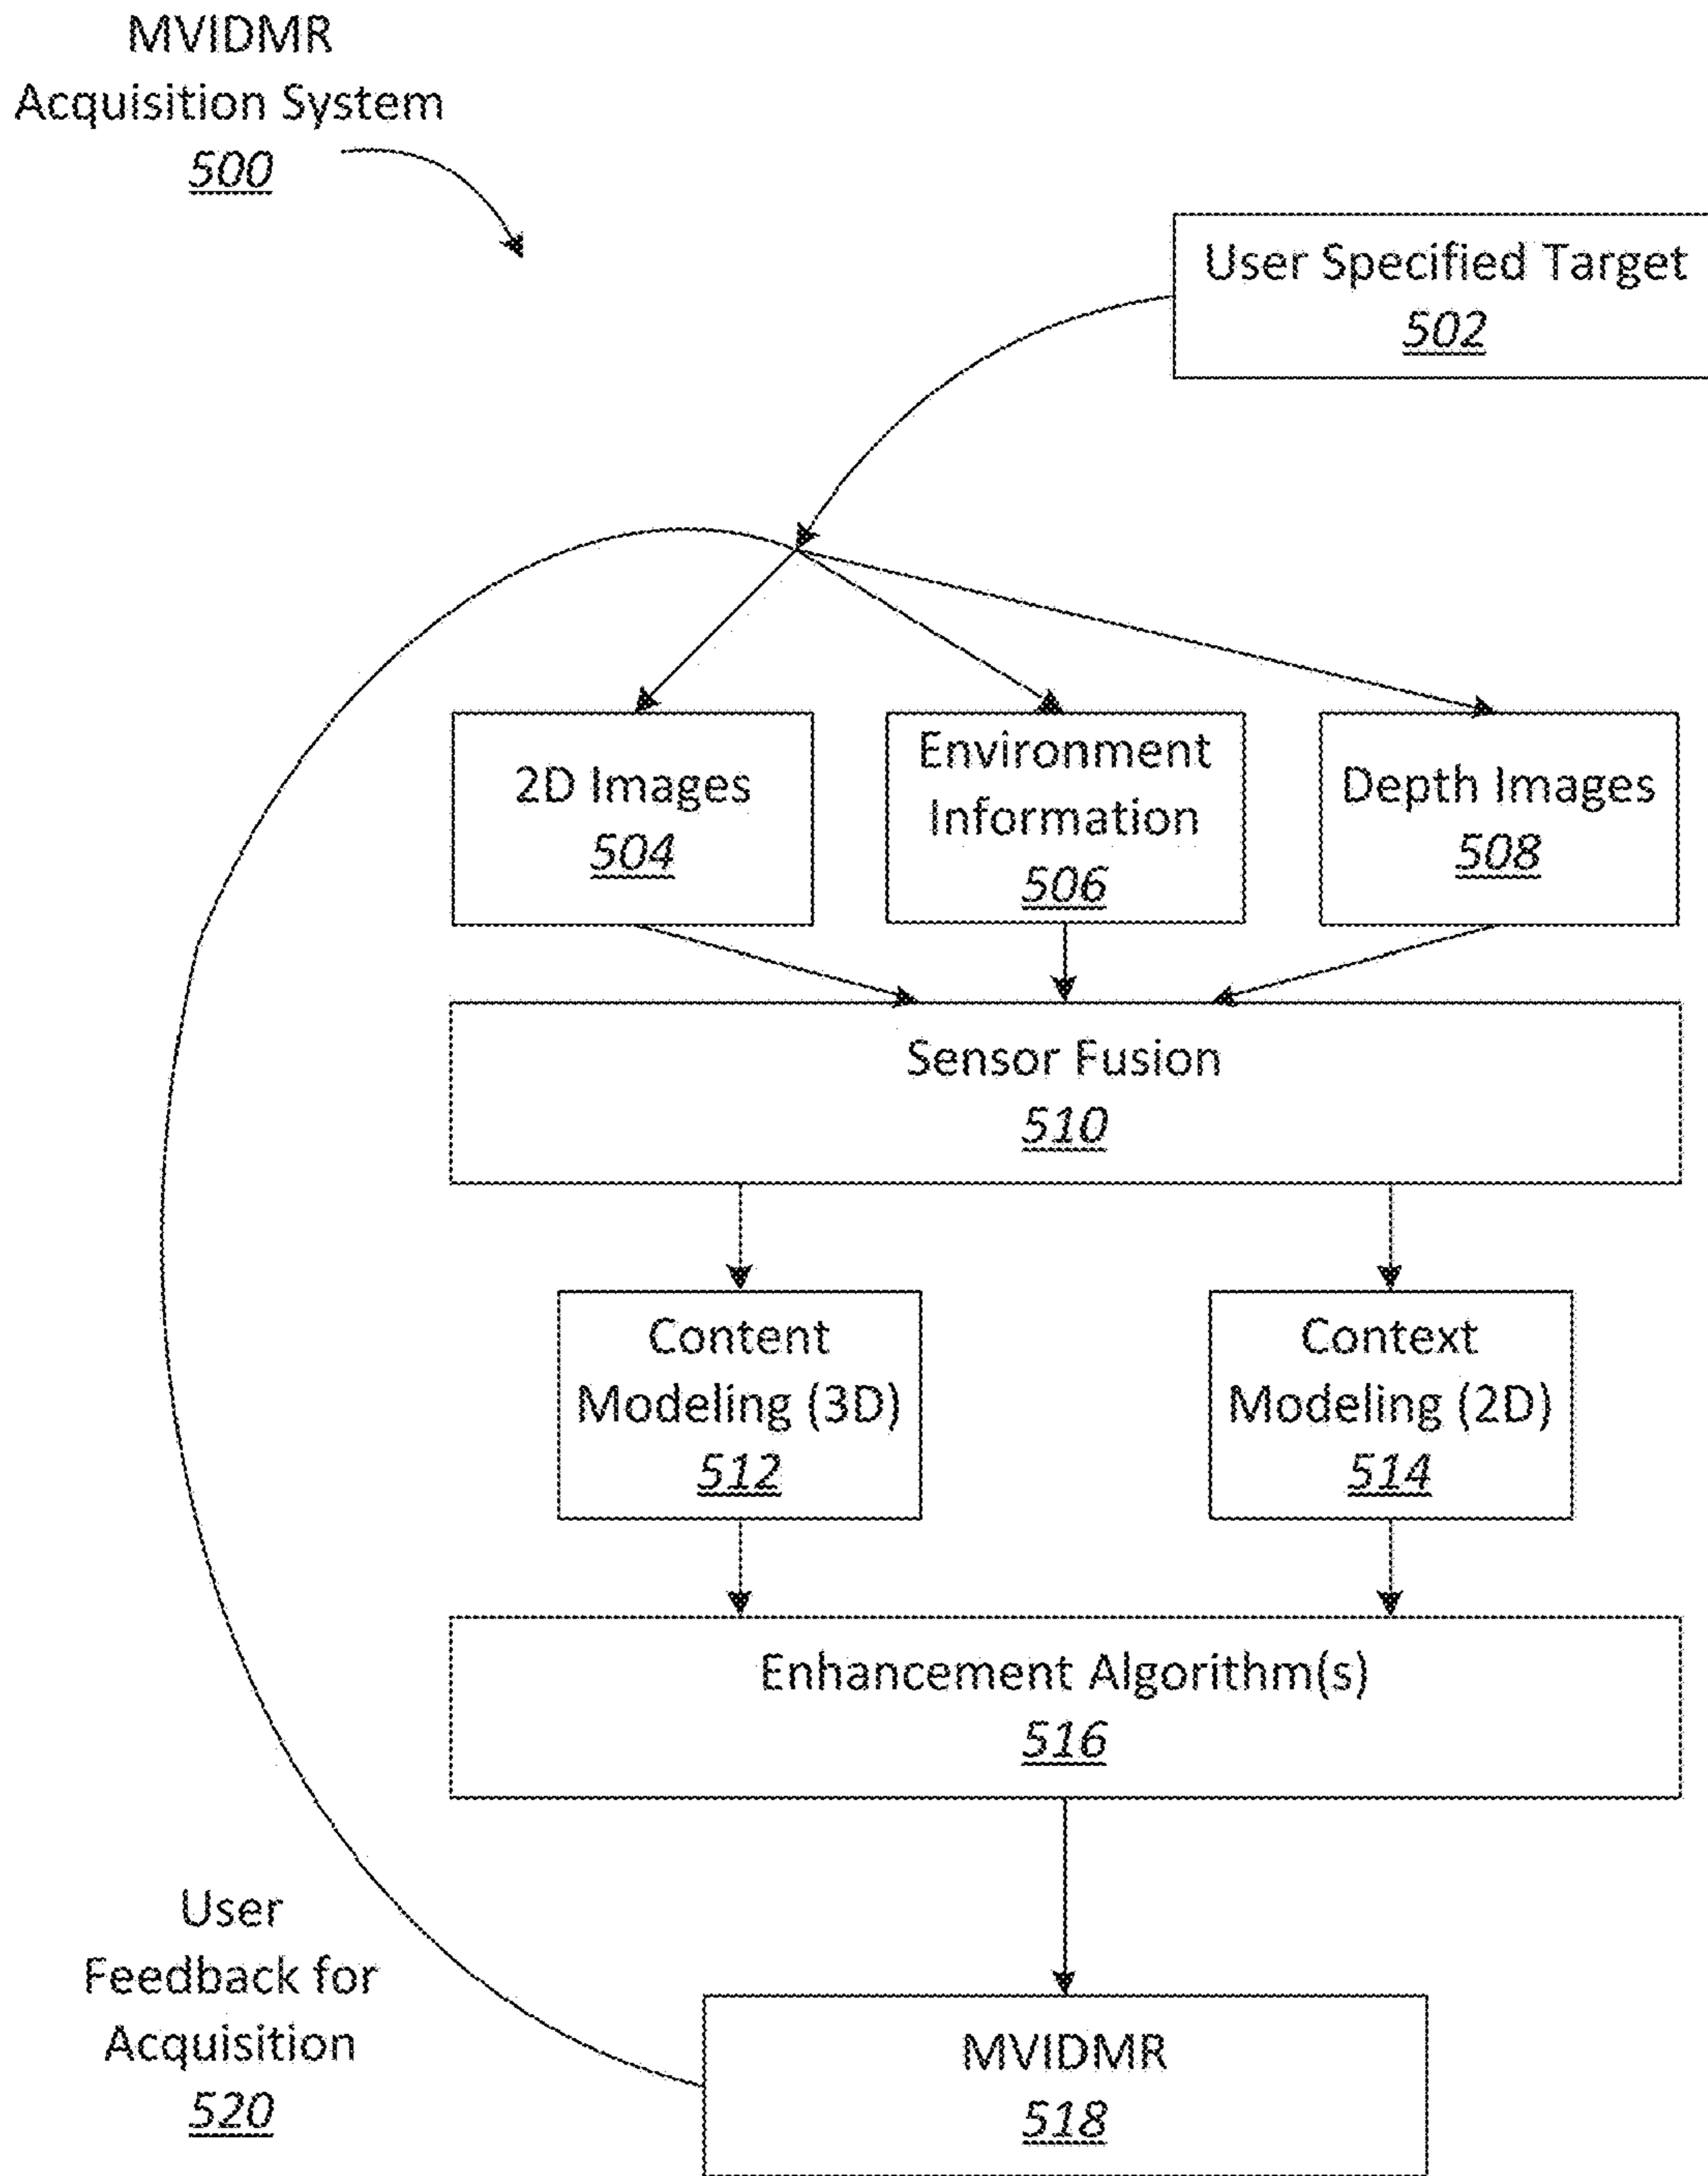 MVIDMR
Acquisition System
500
User Specified Target
502
2D Images
504
Environment
Information
506
Depth Images
508
Sensor Fusion
510
Content
Modeling (3D)
512
Context
Modeling (2D)
514
Enhancement Algorithm(s)
516
User
Feedback for
Acquisition
520
MVIDMR
518